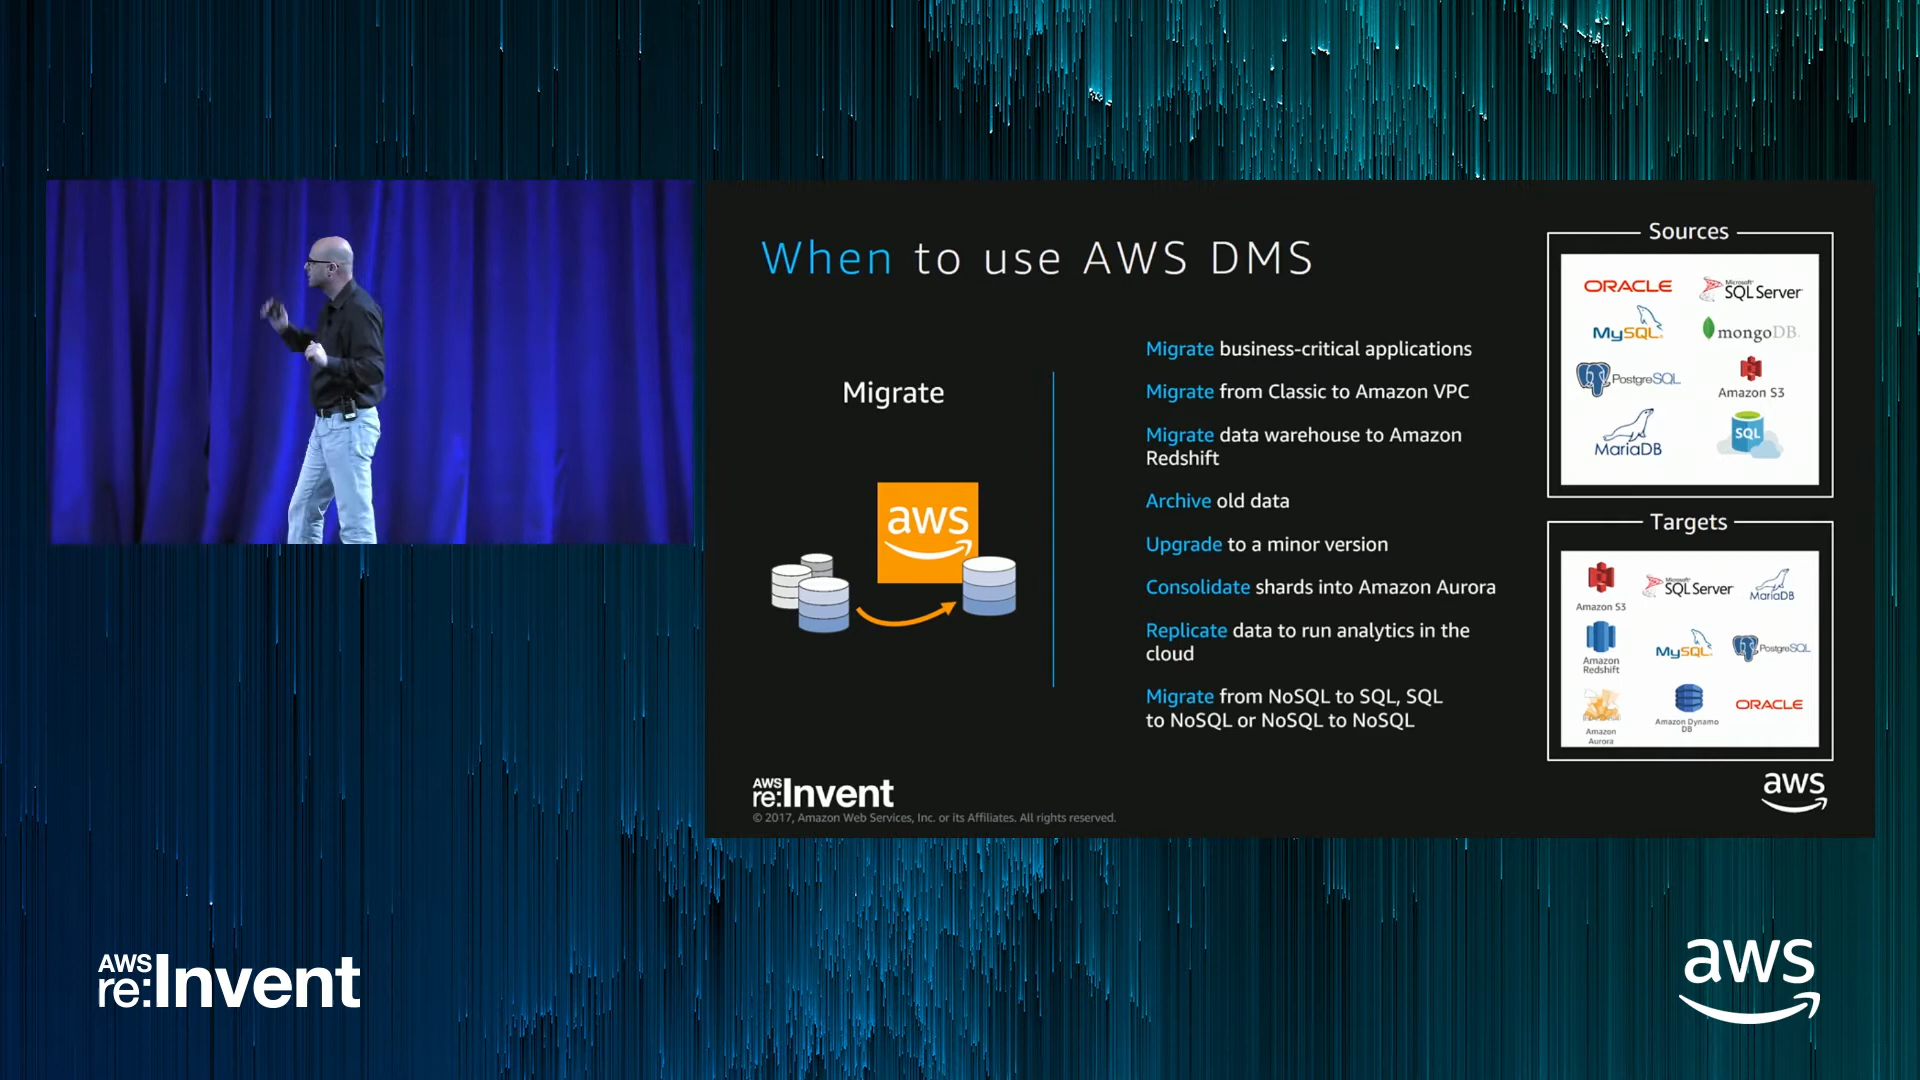 When to use AWS DMS
Migrate
aws
Migrate business-critical applications
Migrate from Classic to Amazon VPC
Migrate data warehouse to Amazon
Redshift
Archive old data
Upgrade to a minor version
Consolidate shards into Amazon Aurora
Replicate data to run analytics in the
cloud
Migrate from NoSQL to SQL, SQL
to NoSQL or NoSQL to NoSQL
Sources
ORACLE
Microsoft SQL Server
MySQL
mongoDB
PostgreSQL
Amazon S3
MariaDB
SQL
Targets
Amazon S3
Microsoft SQL Server
MariaDB
Amazon
Redshift
MySQL
PostgreSQL
Amazon
Aurora
Amazon Dynamo
DB
ORACLE
AWS
re:Invent
© 2017, Amazon Web Services, Inc. or its Affiliates. All rights reserved.
aws
AWS
re:Invent
aws